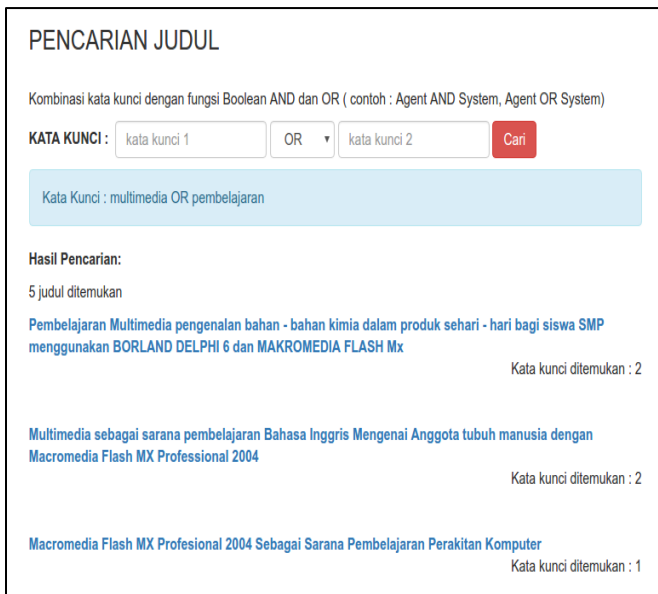 PENCARIAN JUDUL
Kombinasi kata kunci dengan fungsi Boolean AND dan OR ( contoh : Agent AND System, Agent OR System)
KATA KUNCI : kata kunci 1 OR kata kunci 2 Cari
Kata Kunci : multimedia OR pembelajaran
Hasil Pencarian:
5 judul ditemukan
Pembelajaran Multimedia pengenalan bahan - bahan kimia dalam produk sehari - hari bagi siswa SMP
menggunakan BORLAND DELPHI 6 dan MAKROMEDIA FLASH Mx
Kata kunci ditemukan : 2
Multimedia sebagai sarana pembelajaran Bahasa Inggris Mengenai Anggota tubuh manusia dengan
Macromedia Flash MX Professional 2004
Kata kunci ditemukan : 2
Macromedia Flash MX Profesional 2004 Sebagai Sarana Pembelajaran Perakitan Komputer
Kata kunci ditemukan : 1